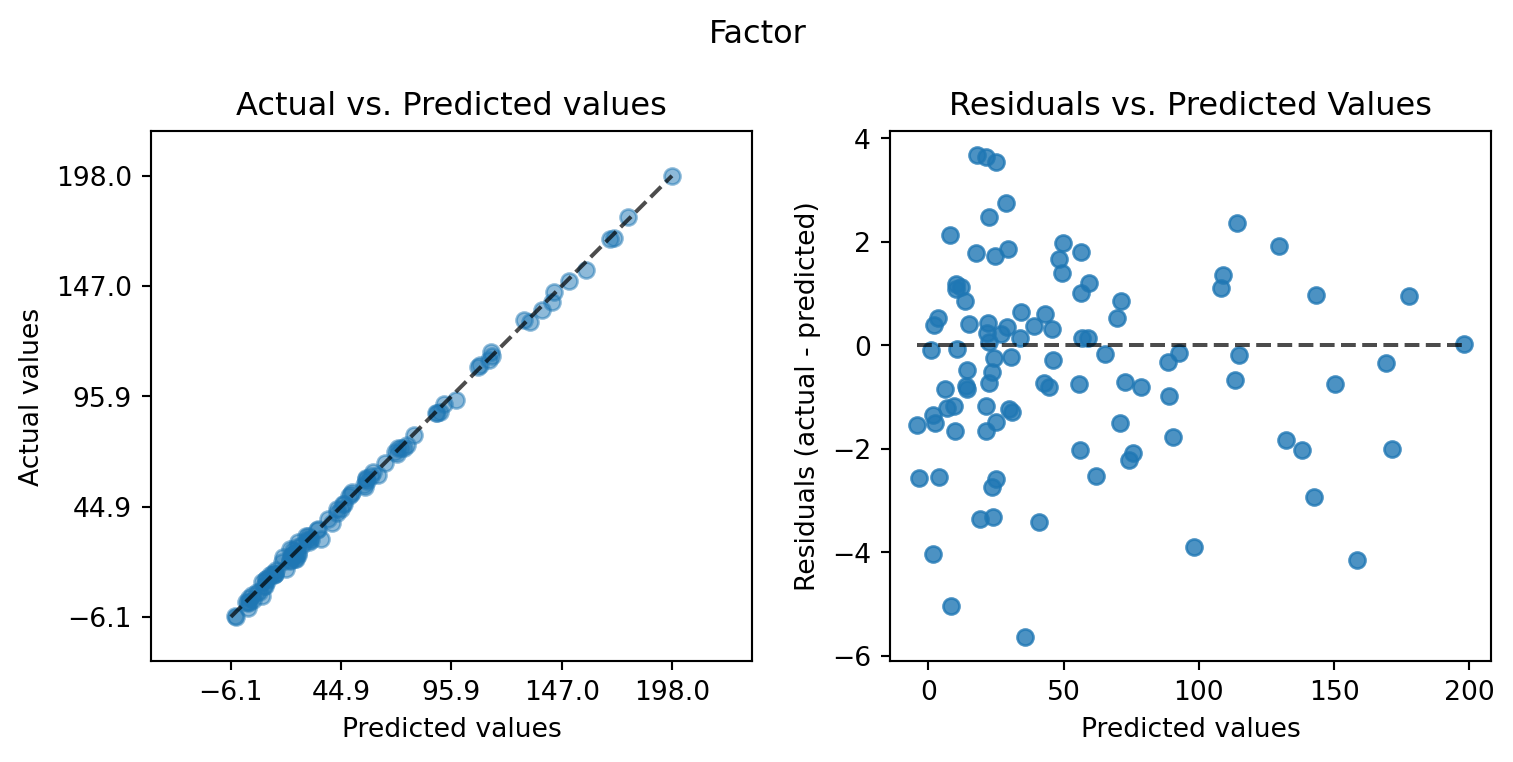 Factor
Actual vs. Predicted values
Actual values
198.0
147.0
95.9
44.9
−6.1
−6.1 44.9 95.9 147.0 198.0
Predicted values
Residuals vs. Predicted Values
Residuals (actual - predicted)
4
2
0
−2
−4
−6
0 50 100 150 200
Predicted values